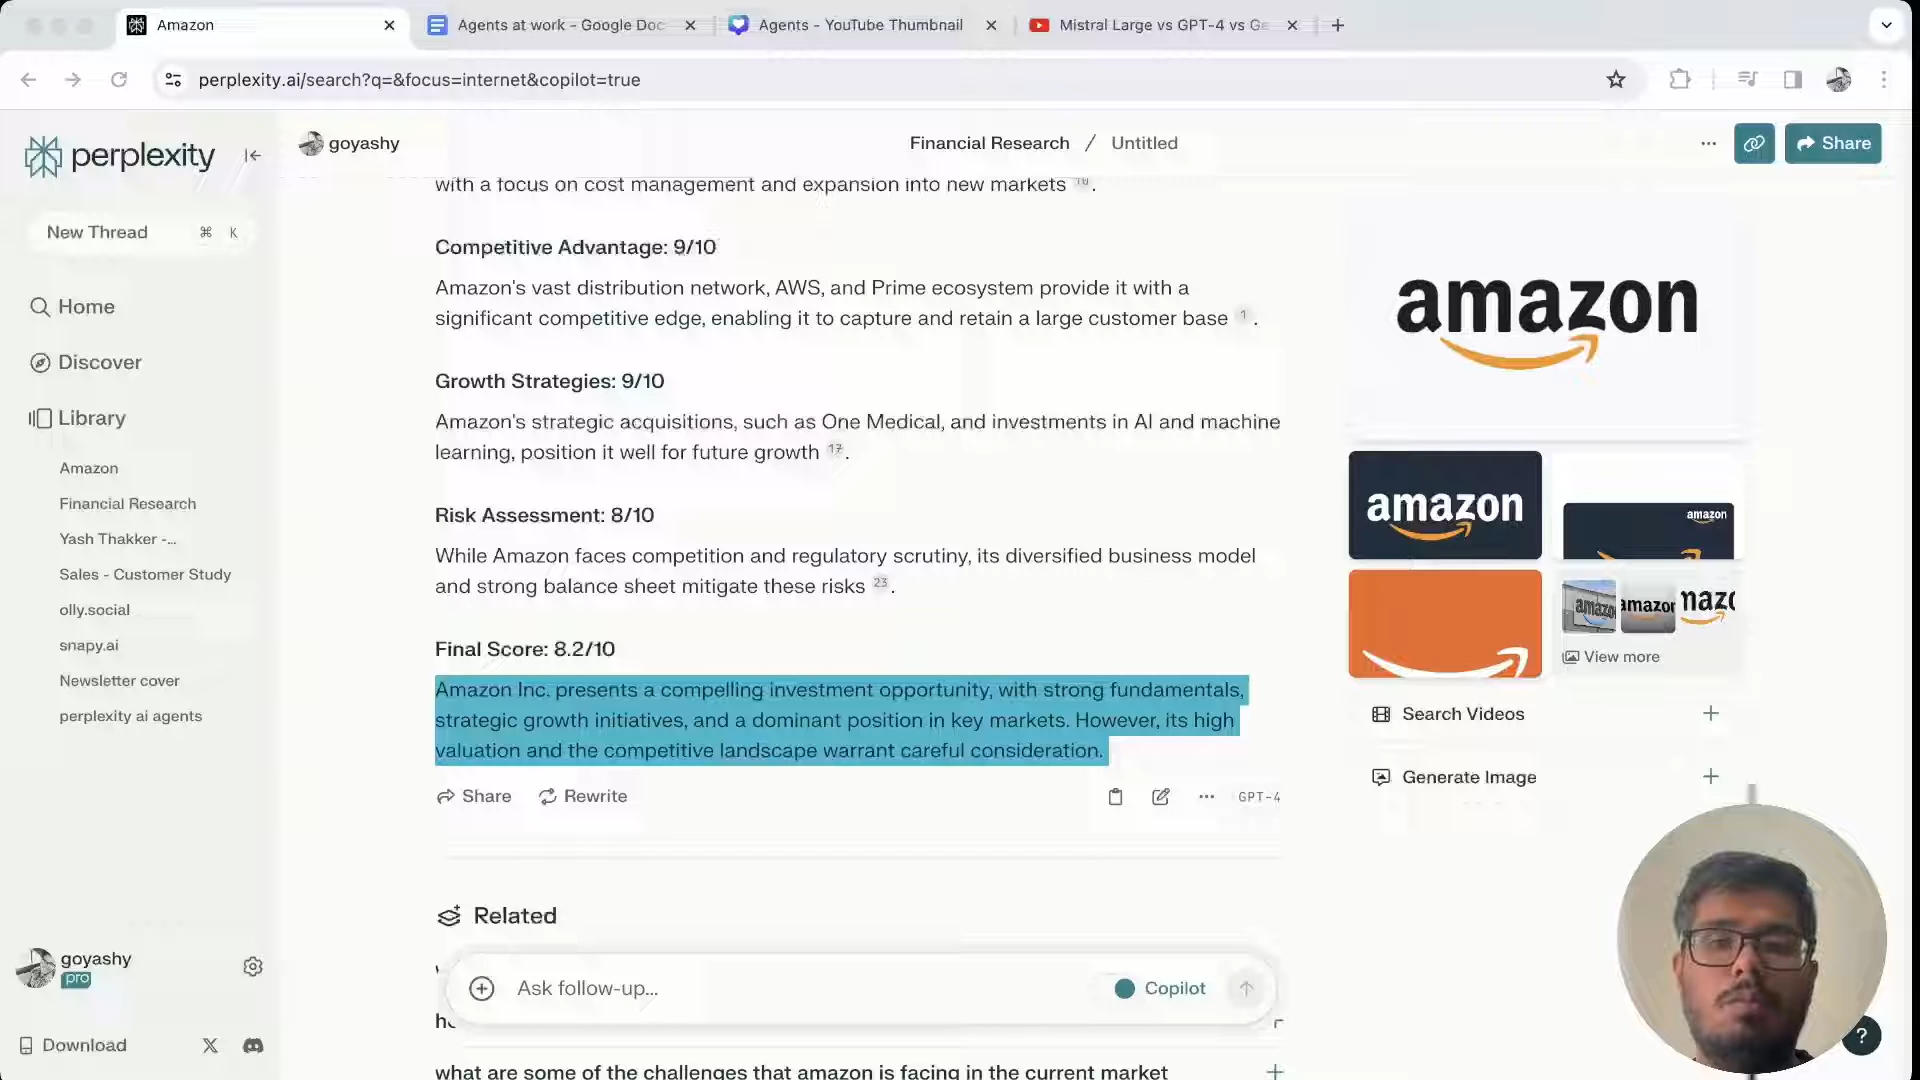 Amazon
Agents at work - Google Doc
Agents - YouTube Thumbnail
Mistral Large vs GPT-4 vs Ge
perplexity.ai/search?q=&focus=internet&copilot=true
perplexity
goyashy
Financial Research / Untitled
Share
with a focus on cost management and expansion into new markets
New Thread ⌘ K
Home
Discover
Library
Amazon
Financial Research
Yash Thakker -...
Sales - Customer Study
olly.social
snapy.ai
Newsletter cover
perplexity ai agents
goyashy
pro
Download
Competitive Advantage: 9/10
Amazon's vast distribution network, AWS, and Prime ecosystem provide it with a
significant competitive edge, enabling it to capture and retain a large customer base 1.
Growth Strategies: 9/10
Amazon's strategic acquisitions, such as One Medical, and investments in AI and machine
learning, position it well for future growth 17.
Risk Assessment: 8/10
While Amazon faces competition and regulatory scrutiny, its diversified business model
and strong balance sheet mitigate these risks 23.
Final Score: 8.2/10
Amazon Inc. presents a compelling investment opportunity, with strong fundamentals,
strategic growth initiatives, and a dominant position in key markets. However, its high
valuation and the competitive landscape warrant careful consideration.
Share Rewrite
GPT-4
Related
Ask follow-up...
Copilot
what are some of the challenges that amazon is facing in the current market
amazon
amazon
amazon
amazon
amazon
View more
Search Videos
Generate Image
?